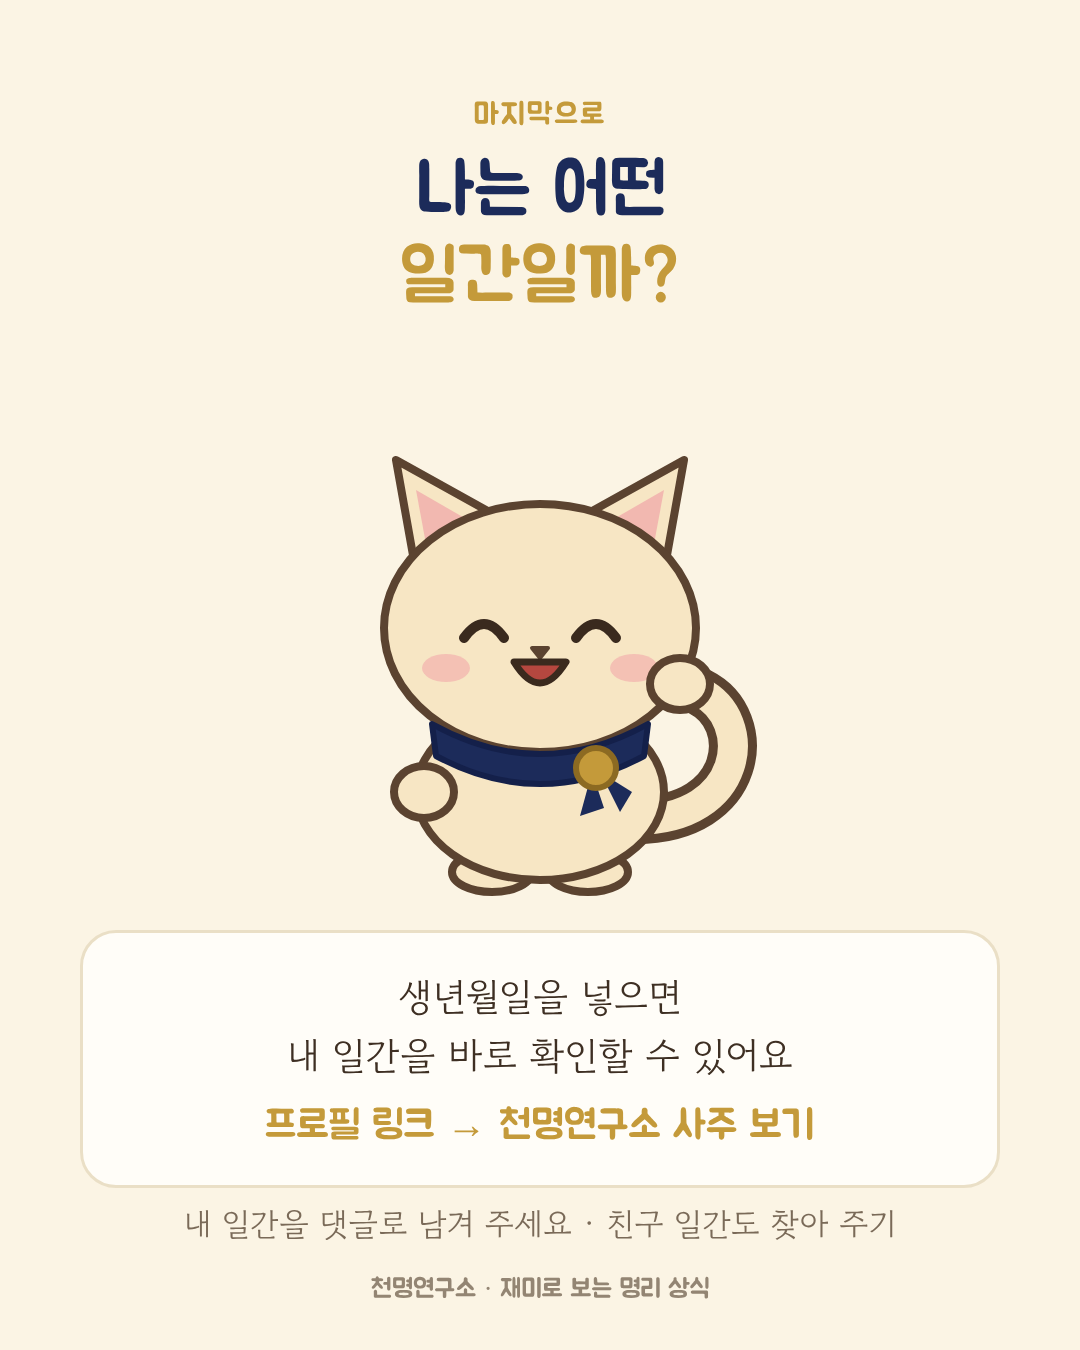 마지막으로
나는 어떤
일간일까?
생년월일을 넣으면
내 일간을 바로 확인할 수 있어요
프로필 링크 → 천명연구소 사주 보기
내 일간을 댓글로 남겨 주세요 · 친구 일간도 찾아 주기
천명연구소 · 재미로 보는 명리 상식